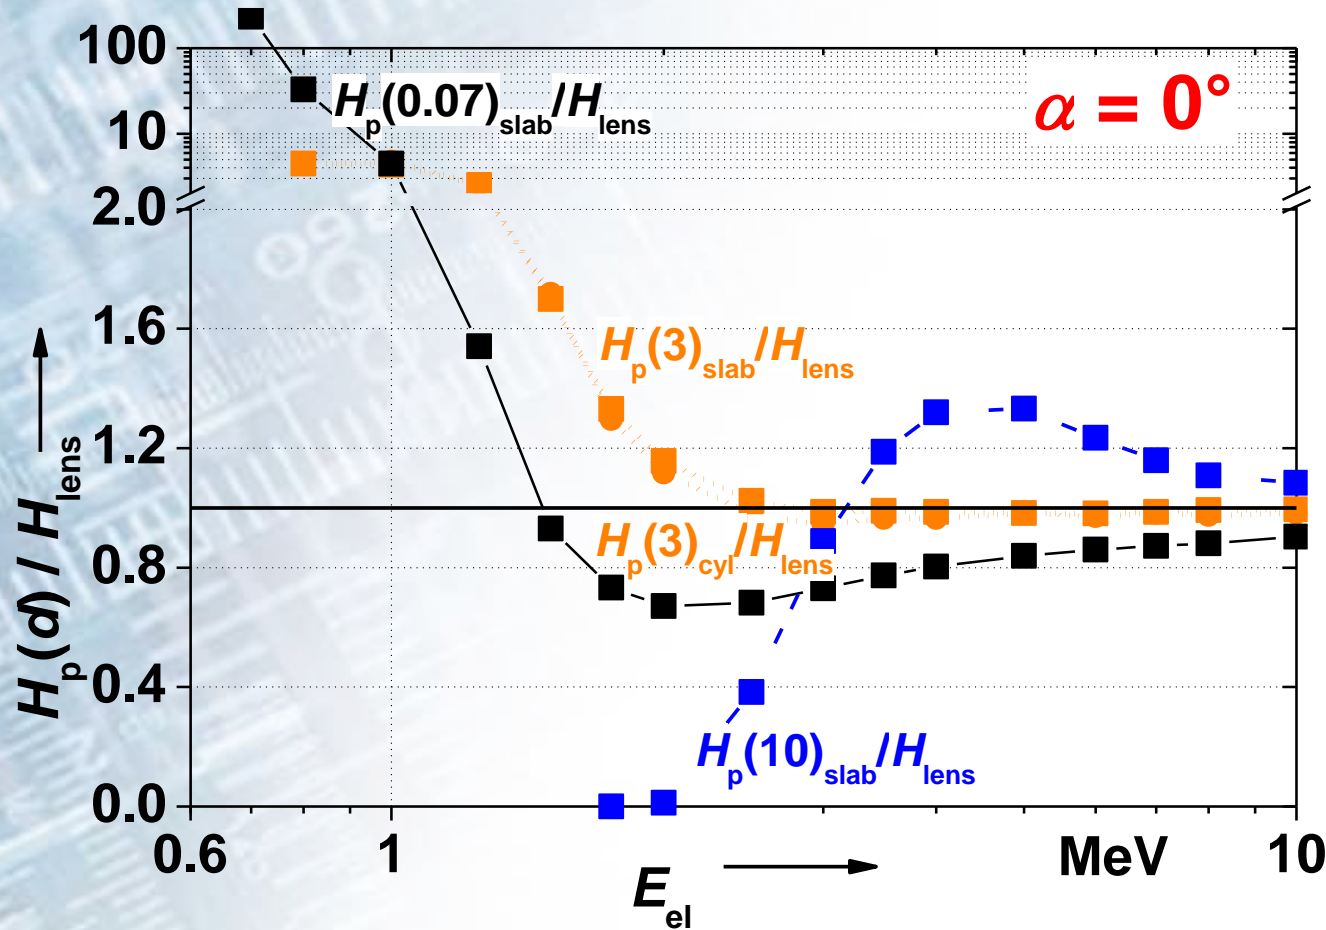 100
10
2.0
1.6
1.2
0.8
0.4
0.0
Hp(d) / Hlens
Hp(0.07)slab/Hlens
α = 0°
Hp(3)slab/Hlens
Hp(3)cyl/Hlens
Hp(10)slab/Hlens
0.6 1 MeV 10
Eel